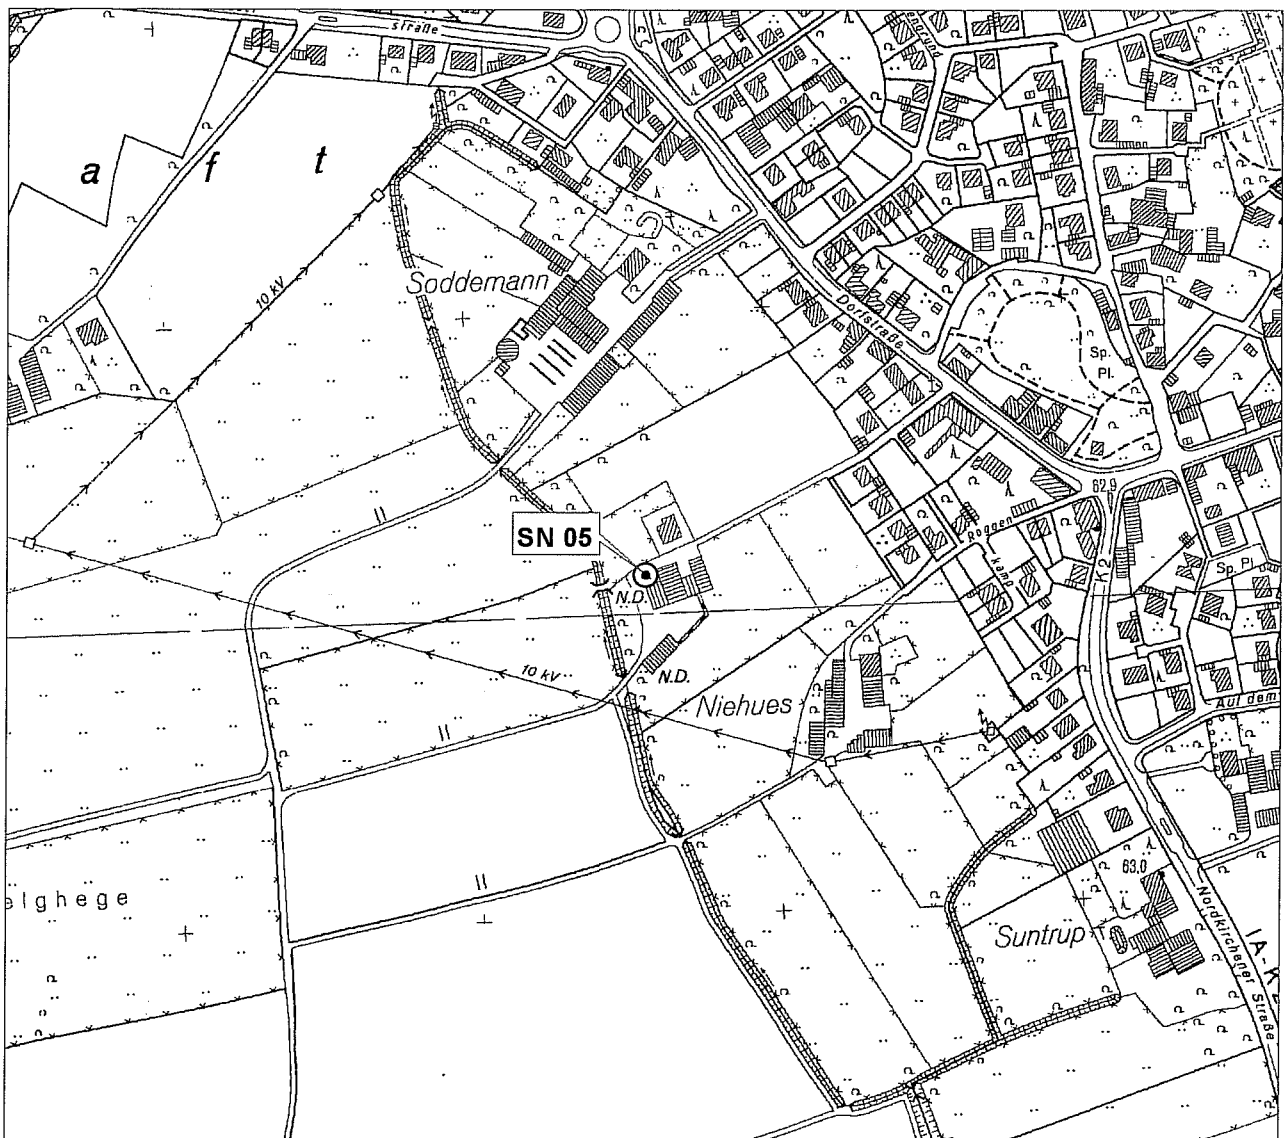 straße
a f t
10 kV
Soddemann
Dorfstraße
Sp.
Pl.
62,9
SN 05
Roggen
kamp
K 2
Sp. Pl
N.D.
10 kV
N.D.
Niehues
Auf dem
63,0
elghege
Suntrup
Nordkirchener Straße